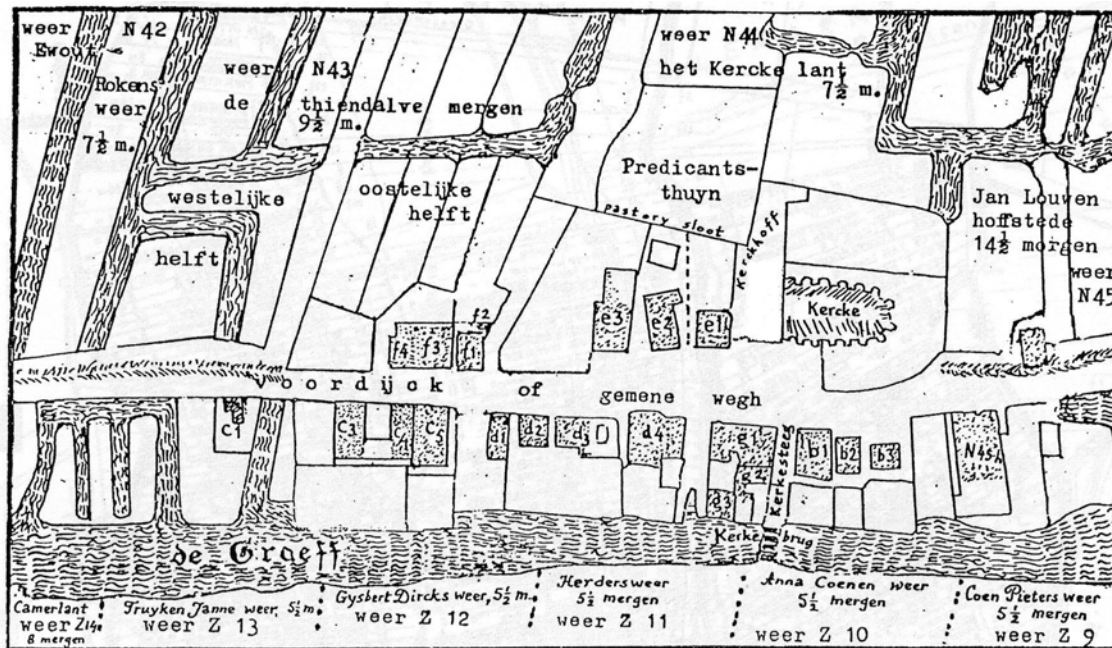 weer
Ewout
N42
Rokens
weer
7½ m.
weer
de
N43
thiendalve mergen
9½ m.
weer N44
het Kercke lant
7½ m.
westelijke
helft
oostelijke
helft
Predicants-
thuyn
pastery sloot
Kerckhoff
Kercke
Jan Louwen
hoffstede
14½ morgen
weer
N45
f4
f3
f2
f1
e3
e2
e1
voordijck of gemene wegh
c1
c3
c4
c5
d1
d2
d3
d4
g1
g2
g3
Kerkesteeg
b1
b2
b3
N45A
de Graeff
Kerke brug
Camerlant
weer Z14
8 mergen
Truyken Janne weer, 5½ m.
weer Z 13
Gysbert Dircks weer, 5½ m.
weer Z 12
Herdersweer
5½ mergen
weer Z 11
Anna Coenen weer
5½ mergen
weer Z 10
Coen Pieters weer
5½ mergen
weer Z 9